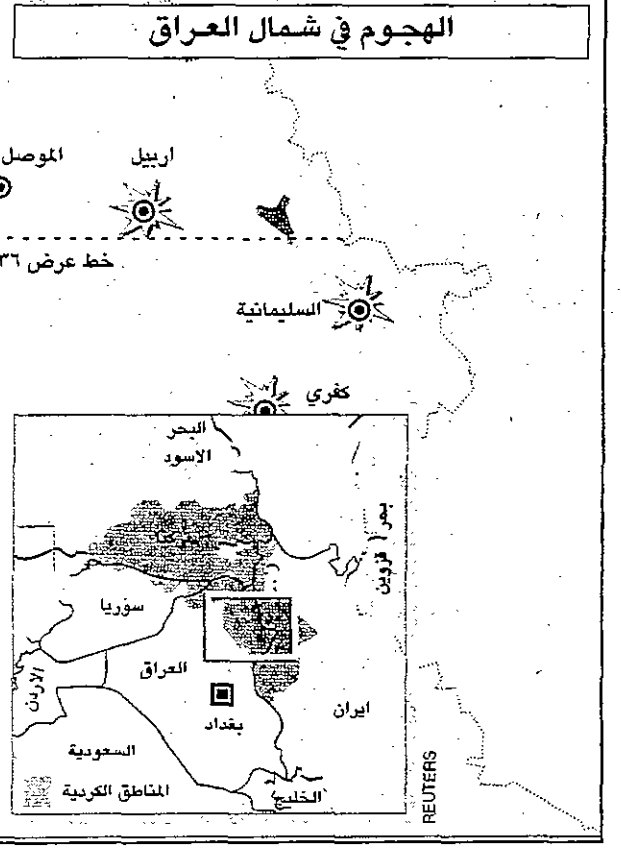 الهجوم في شمال العراق
اربيل
الموصل
خط عرض ٣٦
السليمانية
كفري
البحر
الاسود
بحر قزوين
تركيا
سوريا
العراق
الاردن
بغداد
ايران
السعودية
المناطق الكردية
الخليج
REUTERS